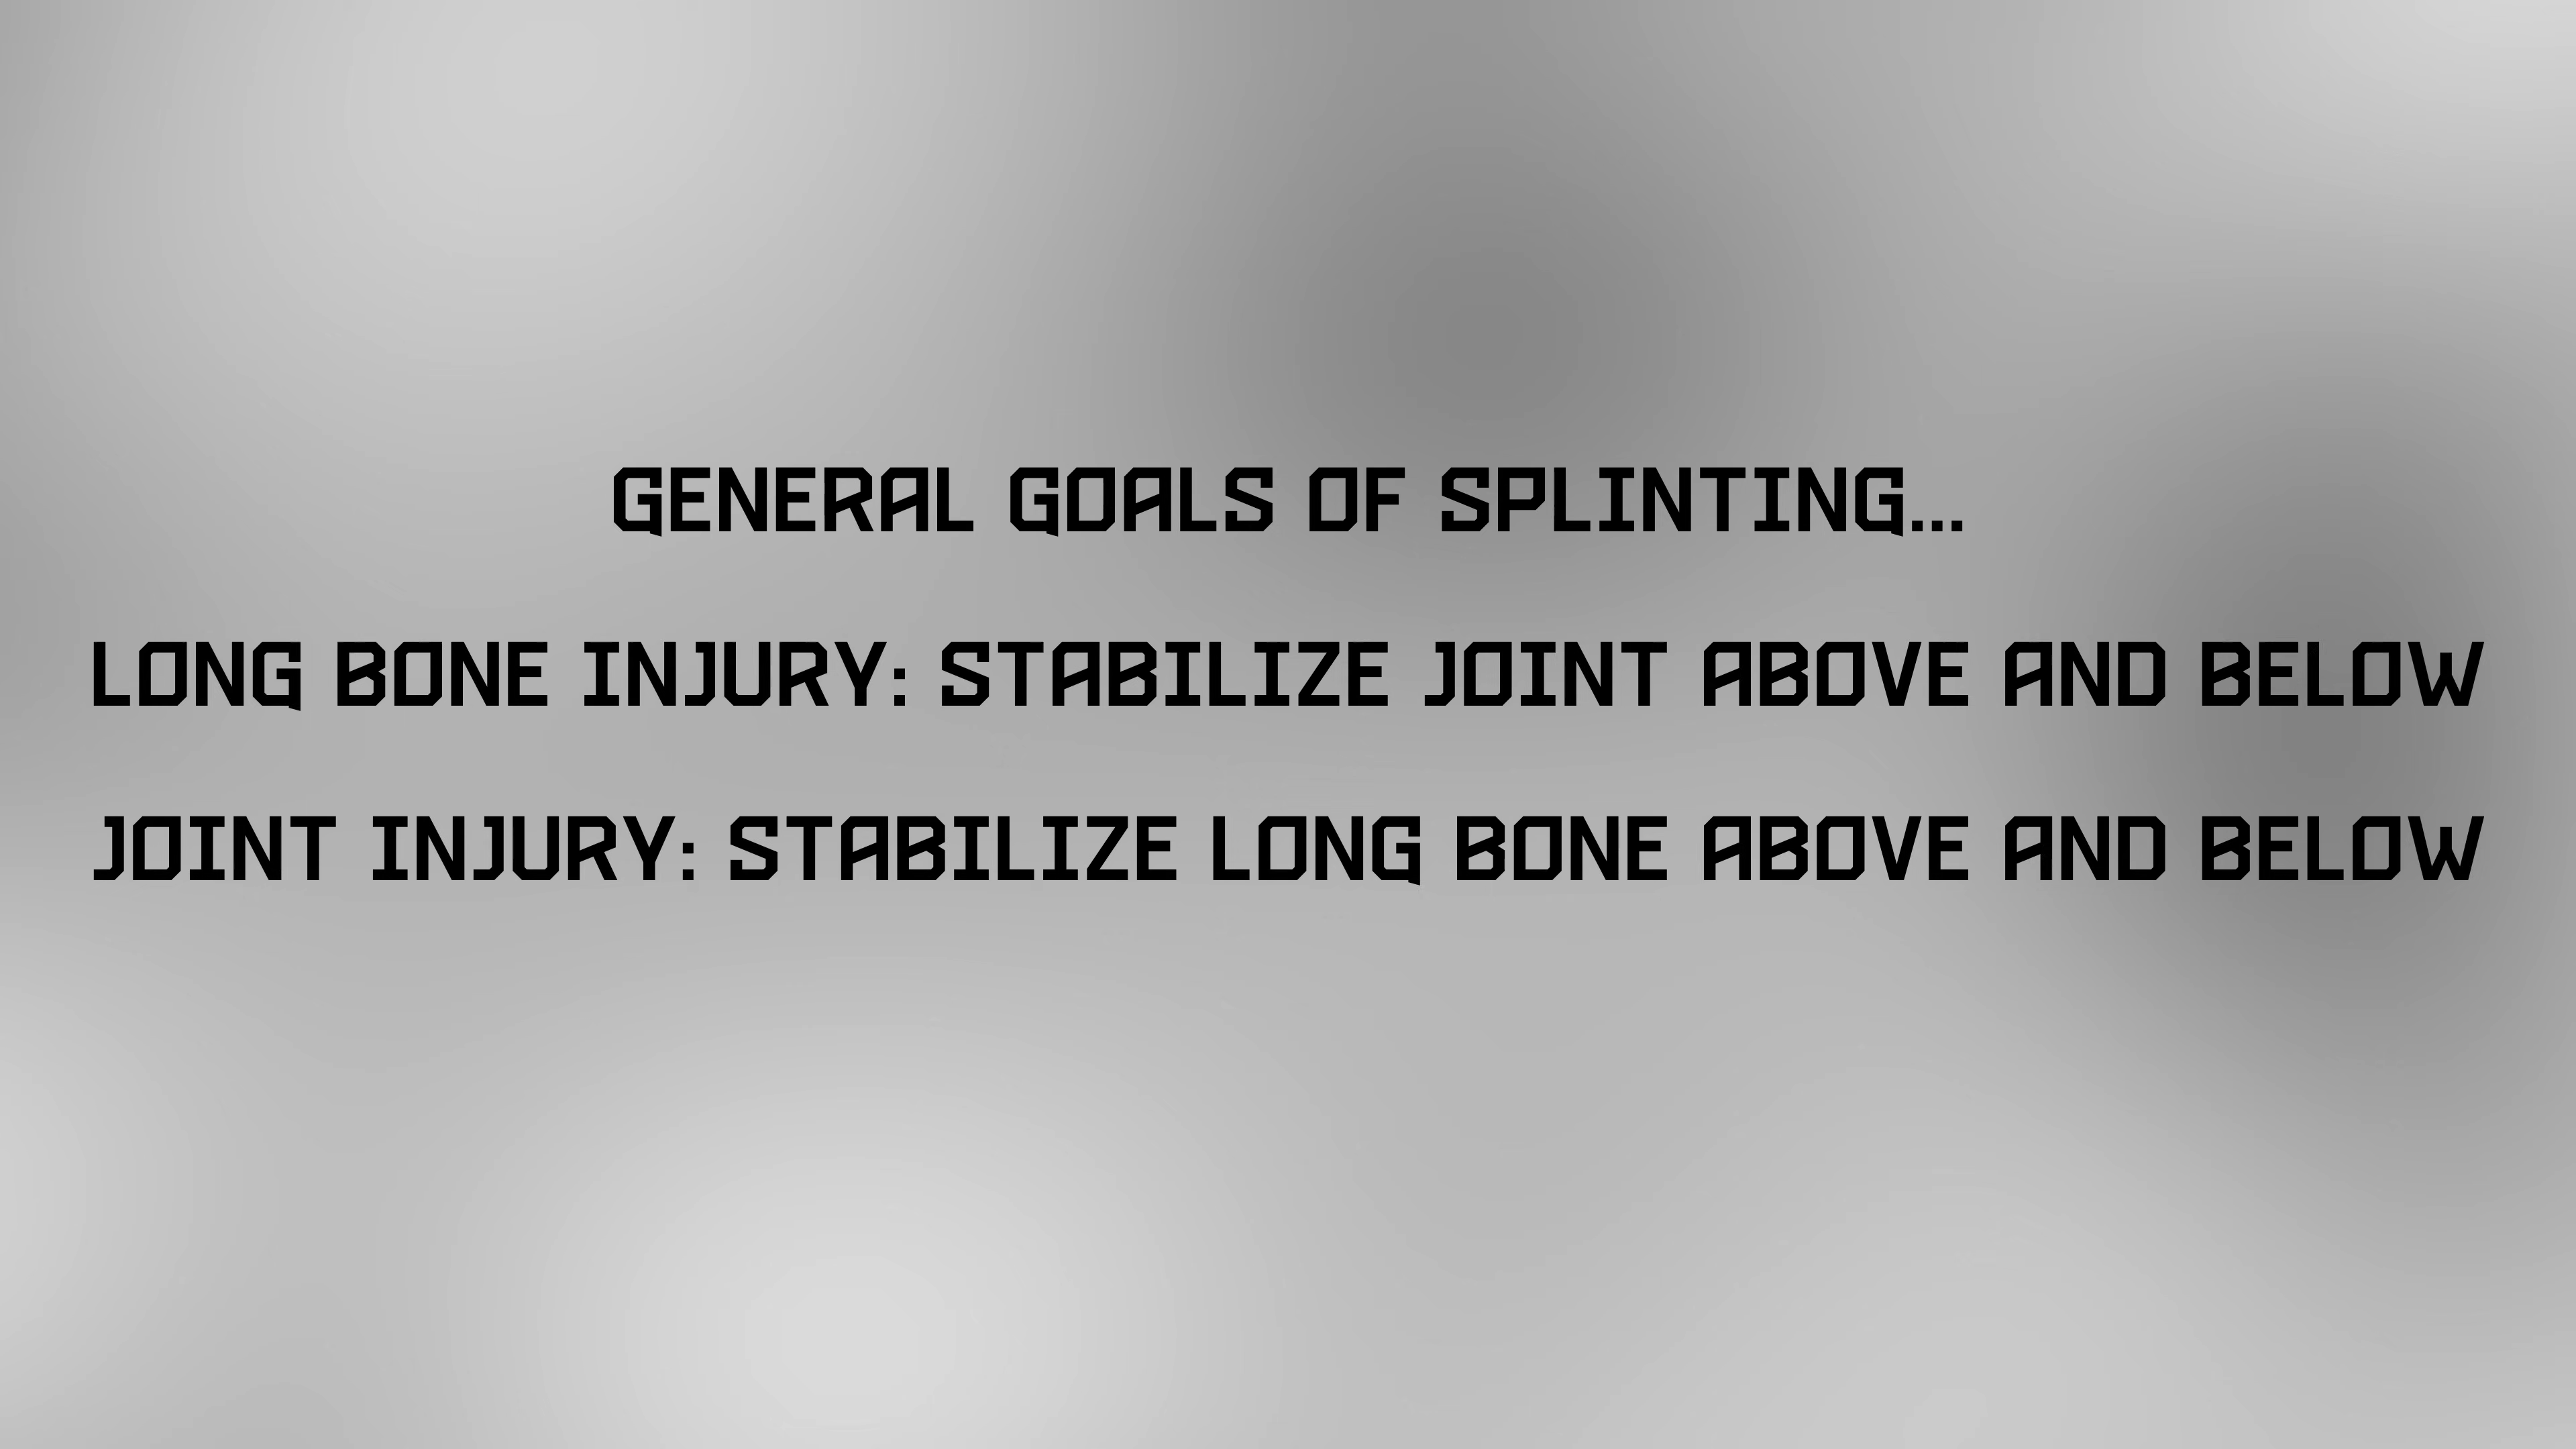 GENERAL GOALS OF SPLINTING...
LONG BONE INJURY: STABILIZE JOINT ABOVE AND BELOW
JOINT INJURY: STABILIZE LONG BONE ABOVE AND BELOW